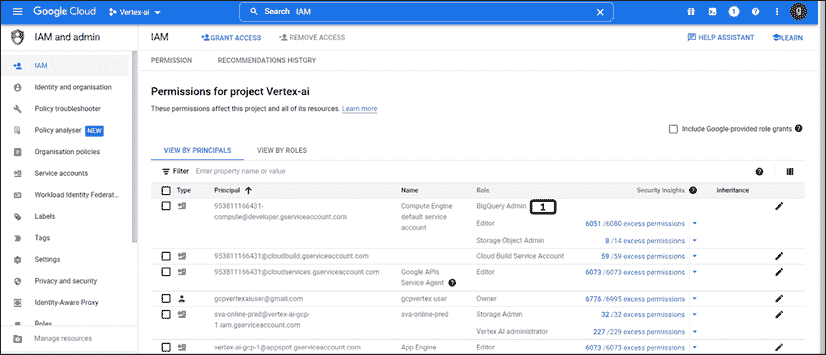 Google Cloud Vertex-ai Search IAM 1
IAM and admin
IAM GRANT ACCESS REMOVE ACCESS HELP ASSISTANT LEARN
IAM
Identity and organisation
Policy troubleshooter
Policy analyser NEW
Organisation policies
Service accounts
Workload Identity Federat...
Labels
Tags
Settings
Privacy and security
Identity-Aware Proxy
Roles
Manage resources
PERMISSION RECOMMENDATIONS HISTORY
Permissions for project Vertex-ai
These permissions affect this project and all of its resources. Learn more
Include Google-provided role grants
VIEW BY PRINCIPALS VIEW BY ROLES
Filter Enter property name or value
Type Principal Name Role Security insights Inheritance
953811166431- Compute Engine BigQuery Admin 1
compute@developer.gserviceaccount.com default service
account Editor 6051 /6080 excess permissions
Storage Object Admin 8 /14 excess permissions
953811166431@cloudbuild.gserviceaccount.com Cloud Build Service Account 59 /59 excess permissions
953811166431@cloudservices.gserviceaccount.com Google APIs Editor 6073 /6073 excess permissions
Service Agent
gcpvertexaiuser@gmail.com gcpvertex user Owner 6776 /6995 excess permissions
sva-online-pred@vertex-ai-gcp- sva-online-pred Storage Admin 32 /32 excess permissions
1.iam.gserviceaccount.com
Vertex AI administrator 227 /229 excess permissions
vertex-ai-gcp-1@appspot.gserviceaccount.com App Engine Editor 6073 /6073 excess permissions